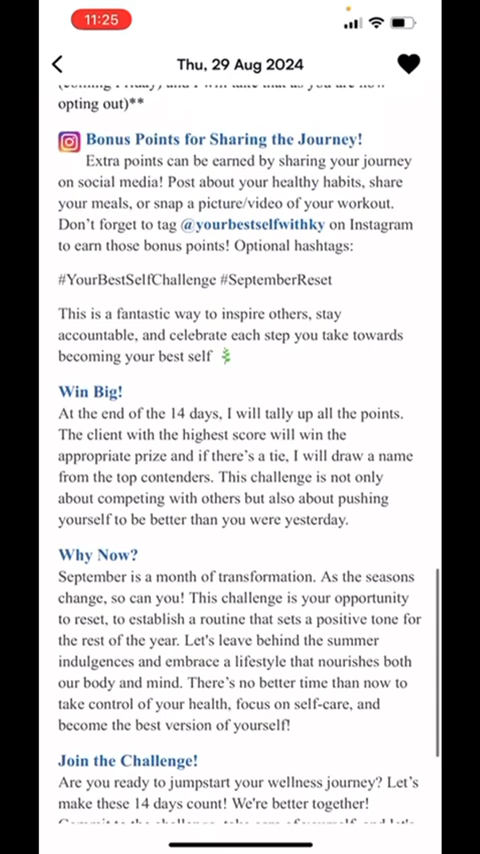 11:25
Thu, 29 Aug 2024
opting out)**
Bonus Points for Sharing the Journey!
Extra points can be earned by sharing your journey
on social media! Post about your healthy habits, share
your meals, or snap a picture/video of your workout.
Don't forget to tag @yourbestselfwithky on Instagram
to earn those bonus points! Optional hashtags:
#YourBestSelfChallenge #SeptemberReset
This is a fantastic way to inspire others, stay
accountable, and celebrate each step you take towards
becoming your best self
Win Big!
At the end of the 14 days, I will tally up all the points.
The client with the highest score will win the
appropriate prize and if there's a tie, I will draw a name
from the top contenders. This challenge is not only
about competing with others but also about pushing
yourself to be better than you were yesterday.
Why Now?
September is a month of transformation. As the seasons
change, so can you! This challenge is your opportunity
to reset, to establish a routine that sets a positive tone for
the rest of the year. Let's leave behind the summer
indulgences and embrace a lifestyle that nourishes both
our body and mind. There's no better time than now to
take control of your health, focus on self-care, and
become the best version of yourself!
Join the Challenge!
Are you ready to jumpstart your wellness journey? Let's
make these 14 days count! We're better together!